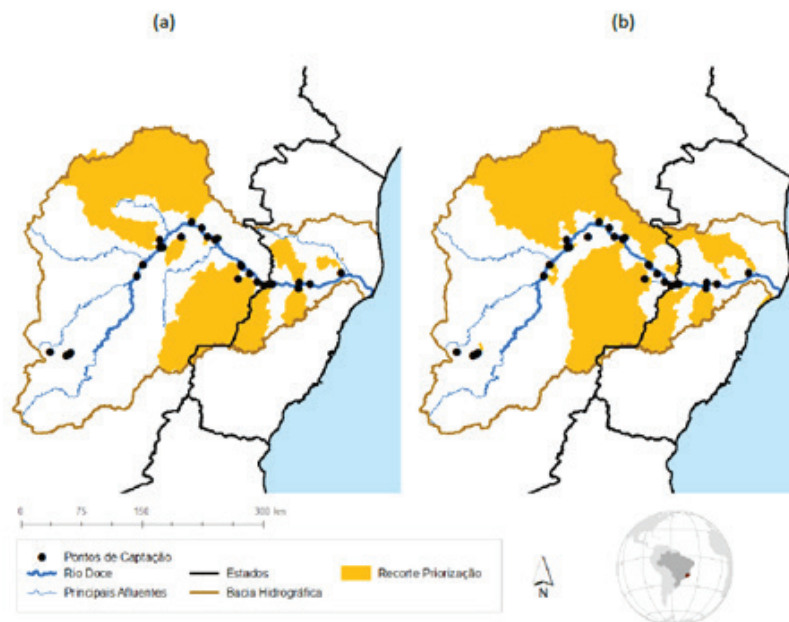 (a) (b)
0 75 150 300 km
Pontos de Captação
Rio Doce Estados Recorte Priorização
Principais Afluentes Bacia Hidrográfica
N